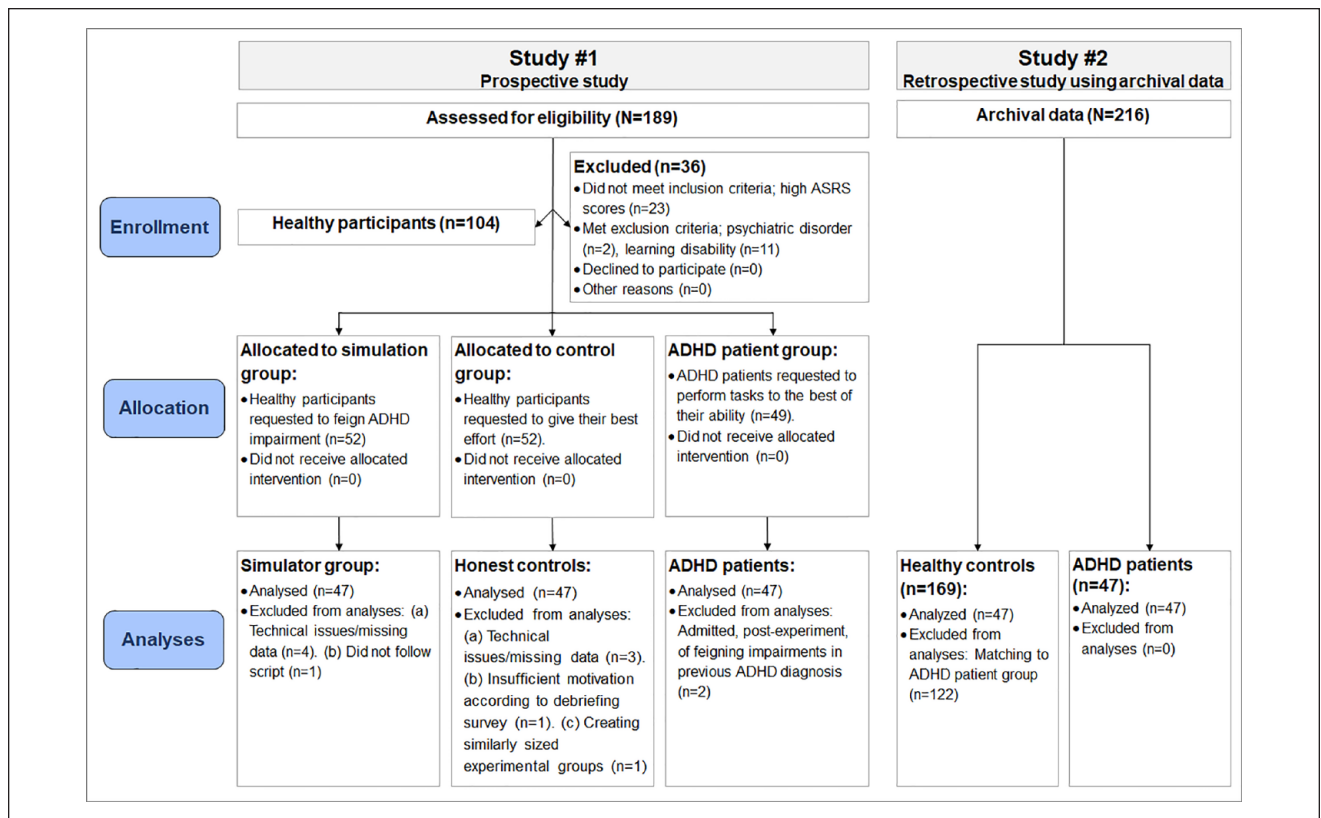 Study #1
Prospective study
Study #2
Retrospective study using archival data
Assessed for eligibility (N=189)
Archival data (N=216)
Enrollment
Healthy participants (n=104)
Excluded (n=36)
• Did not meet inclusion criteria; high ASRS
scores (n=23)
• Met exclusion criteria; psychiatric disorder
(n=2), learning disability (n=11)
• Declined to participate (n=0)
• Other reasons (n=0)
Allocation
Allocated to simulation
group:
• Healthy participants
requested to feign ADHD
impairment (n=52)
• Did not receive allocated
intervention (n=0)
Allocated to control
group:
• Healthy participants
requested to give their best
effort (n=52).
• Did not receive allocated
intervention (n=0)
ADHD patient group:
• ADHD patients requested to
perform tasks to the best of
their ability (n=49).
• Did not receive allocated
intervention (n=0)
Analyses
Simulator group:
• Analysed (n=47)
• Excluded from analyses: (a)
Technical issues/missing
data (n=4). (b) Did not follow
script (n=1)
Honest controls:
• Analysed (n=47)
• Excluded from analyses:
(a) Technical
issues/missing data (n=3).
(b) Insufficient motivation
according to debriefing
survey (n=1). (c) Creating
similarly sized
experimental groups (n=1)
ADHD patients:
• Analysed (n=47)
• Excluded from analyses:
Admitted, post-experiment,
of feigning impairments in
previous ADHD diagnosis
(n=2)
Healthy controls
(n=169):
• Analyzed (n=47)
• Excluded from
analyses: Matching to
ADHD patient group
(n=122)
ADHD patients
(n=47):
• Analyzed (n=47)
• Excluded from
analyses (n=0)